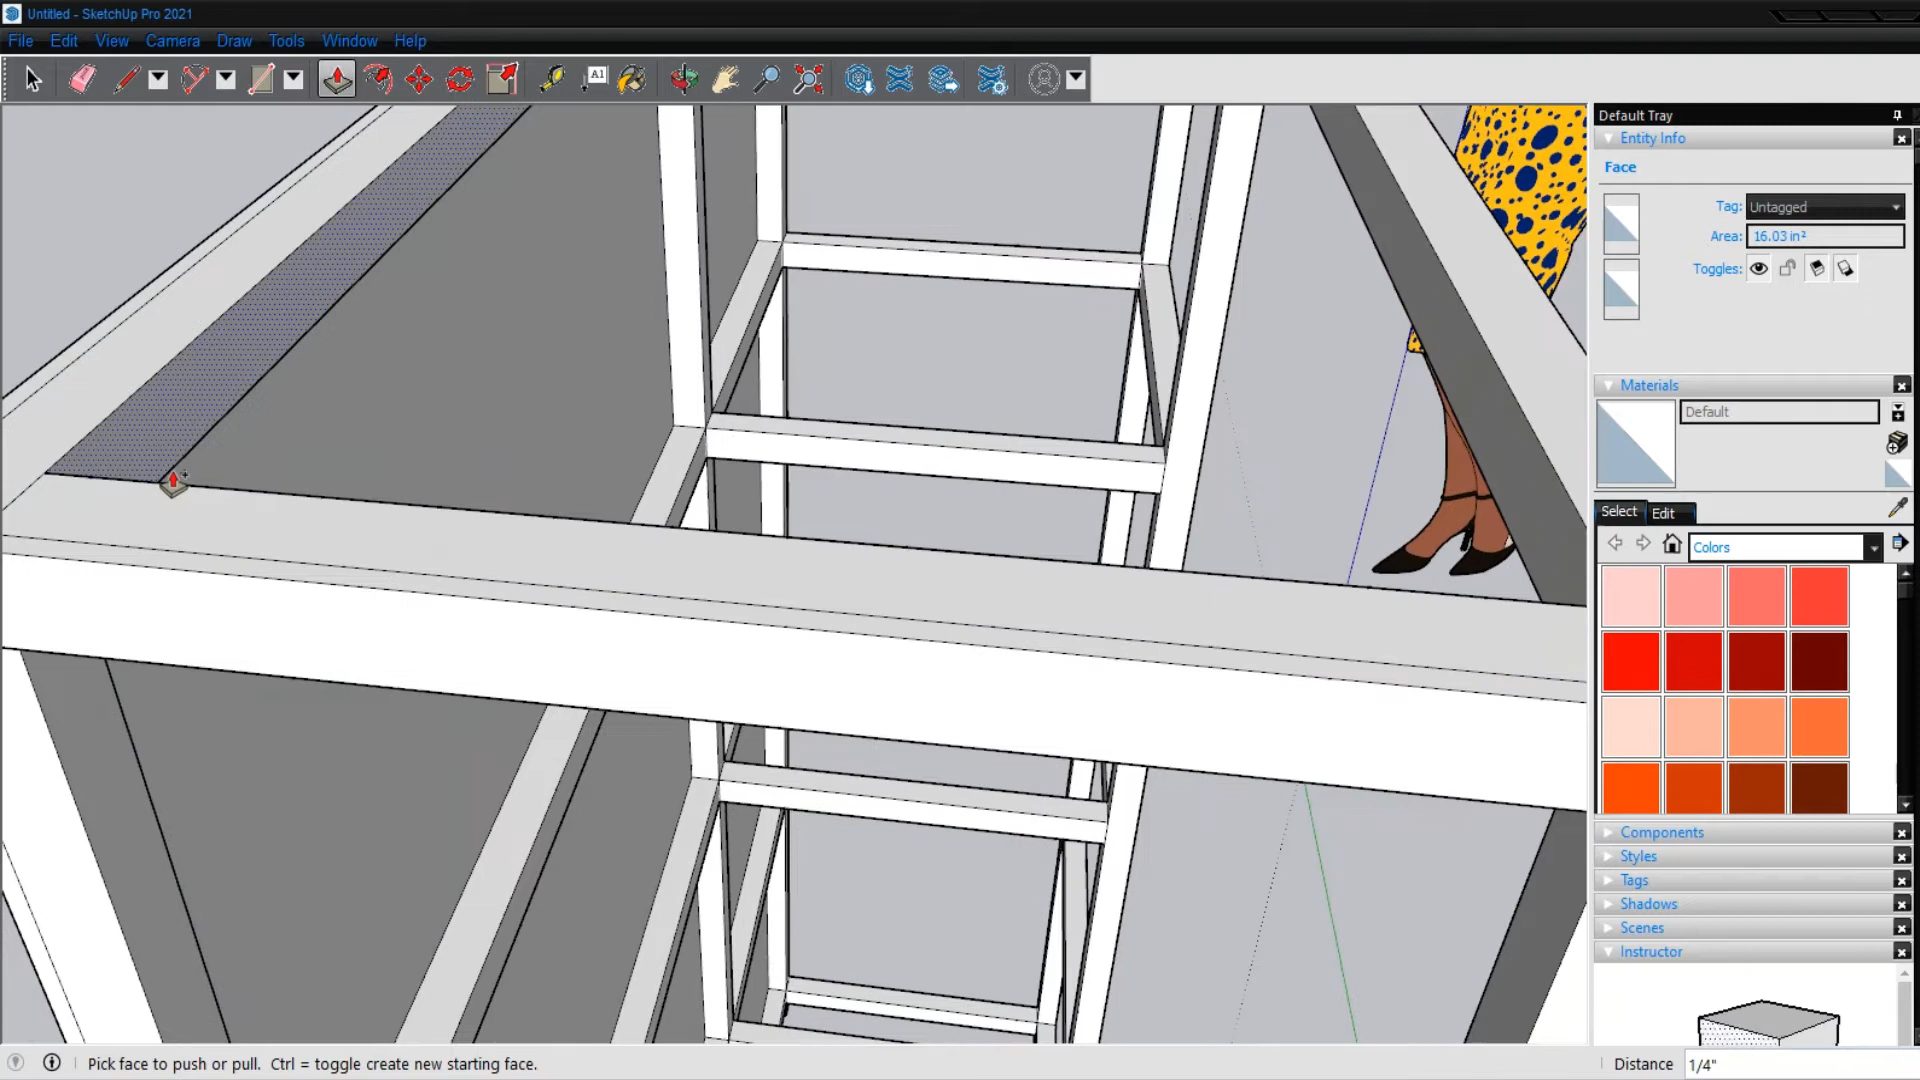 Untitled - SketchUp Pro 2021
File Edit View Camera Draw Tools Window Help
A1
Default Tray
Entity Info
Face
Tag: Untagged
Area: 16.03 in²
Toggles:
Materials
Default
Select Edit
Colors
Components
Styles
Tags
Shadows
Scenes
Instructor
Pick face to push or pull. Ctrl = toggle create new starting face.
Distance 1/4"